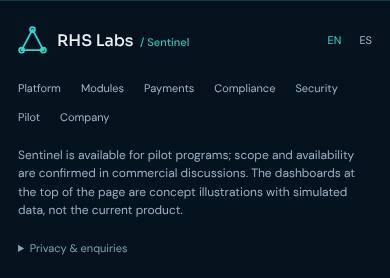 RHS Labs / Sentinel EN ES
Platform Modules Payments Compliance Security
Pilot Company
Sentinel is available for pilot programs; scope and availability
are confirmed in commercial discussions. The dashboards at
the top of the page are concept illustrations with simulated
data, not the current product.
Privacy & enquiries